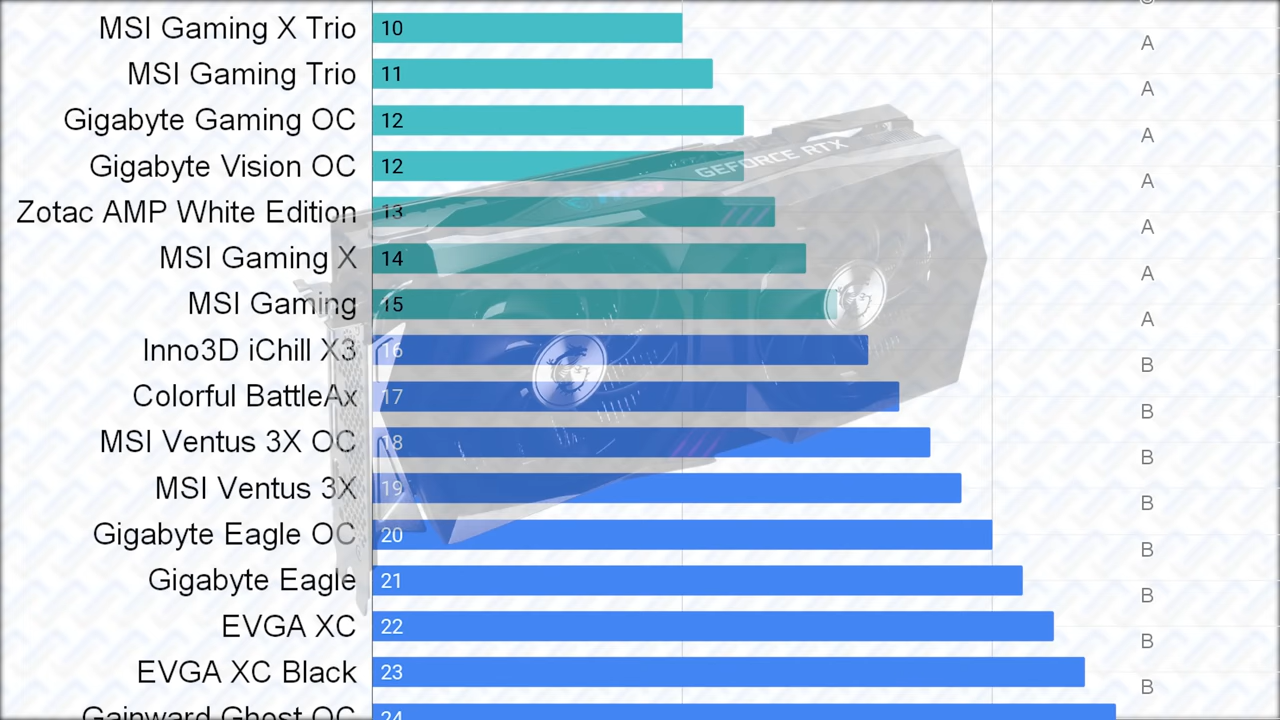 MSI Gaming X Trio 10 A
MSI Gaming Trio 11 A
Gigabyte Gaming OC 12 A
Gigabyte Vision OC 12 A
GEFORCE RTX
Zotac AMP White Edition 13 A
MSI Gaming X 14 A
MSI Gaming 15 A
Inno3D iChill X3 16 B
Colorful BattleAx 17 B
MSI Ventus 3X OC 18 B
MSI Ventus 3X 19 B
Gigabyte Eagle OC 20 B
Gigabyte Eagle 21 B
EVGA XC 22 B
EVGA XC Black 23 B
Gainward Ghost OC 24